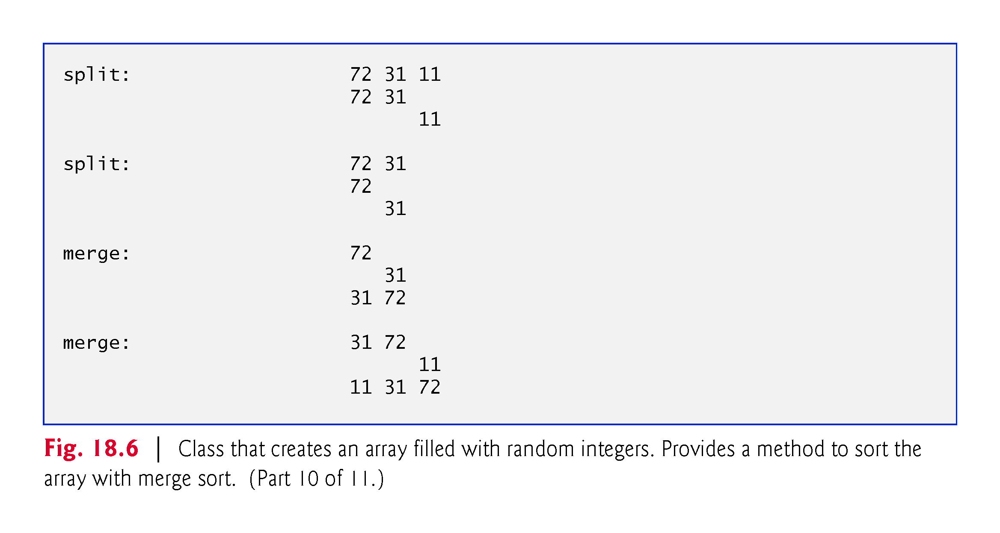 split:                         72 31 11
                               72 31
                                     11
split:                         72 31
                               72
                                  31
merge:                         72
                                  31
                               31 72
merge:                         31 72
                                     11
                               11 31 72
Fig. 18.6 | Class that creates an array filled with random integers. Provides a method to sort the
array with merge sort. (Part 10 of 11.)